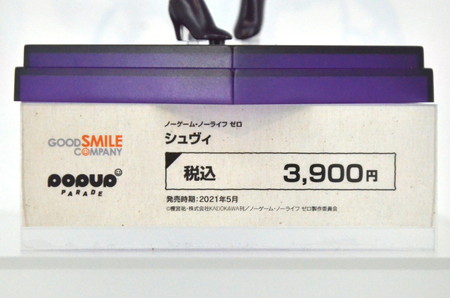 GOOD SMILE
COMPANY
POPUP
PARADE
ノーゲーム・ノーライフ ゼロ
シュヴィ
税込 3,900円
発売時期:2021年5月
©榎宮祐・株式会社KADOKAWA刊/ノーゲーム・ノーライフ ゼロ製作委員会